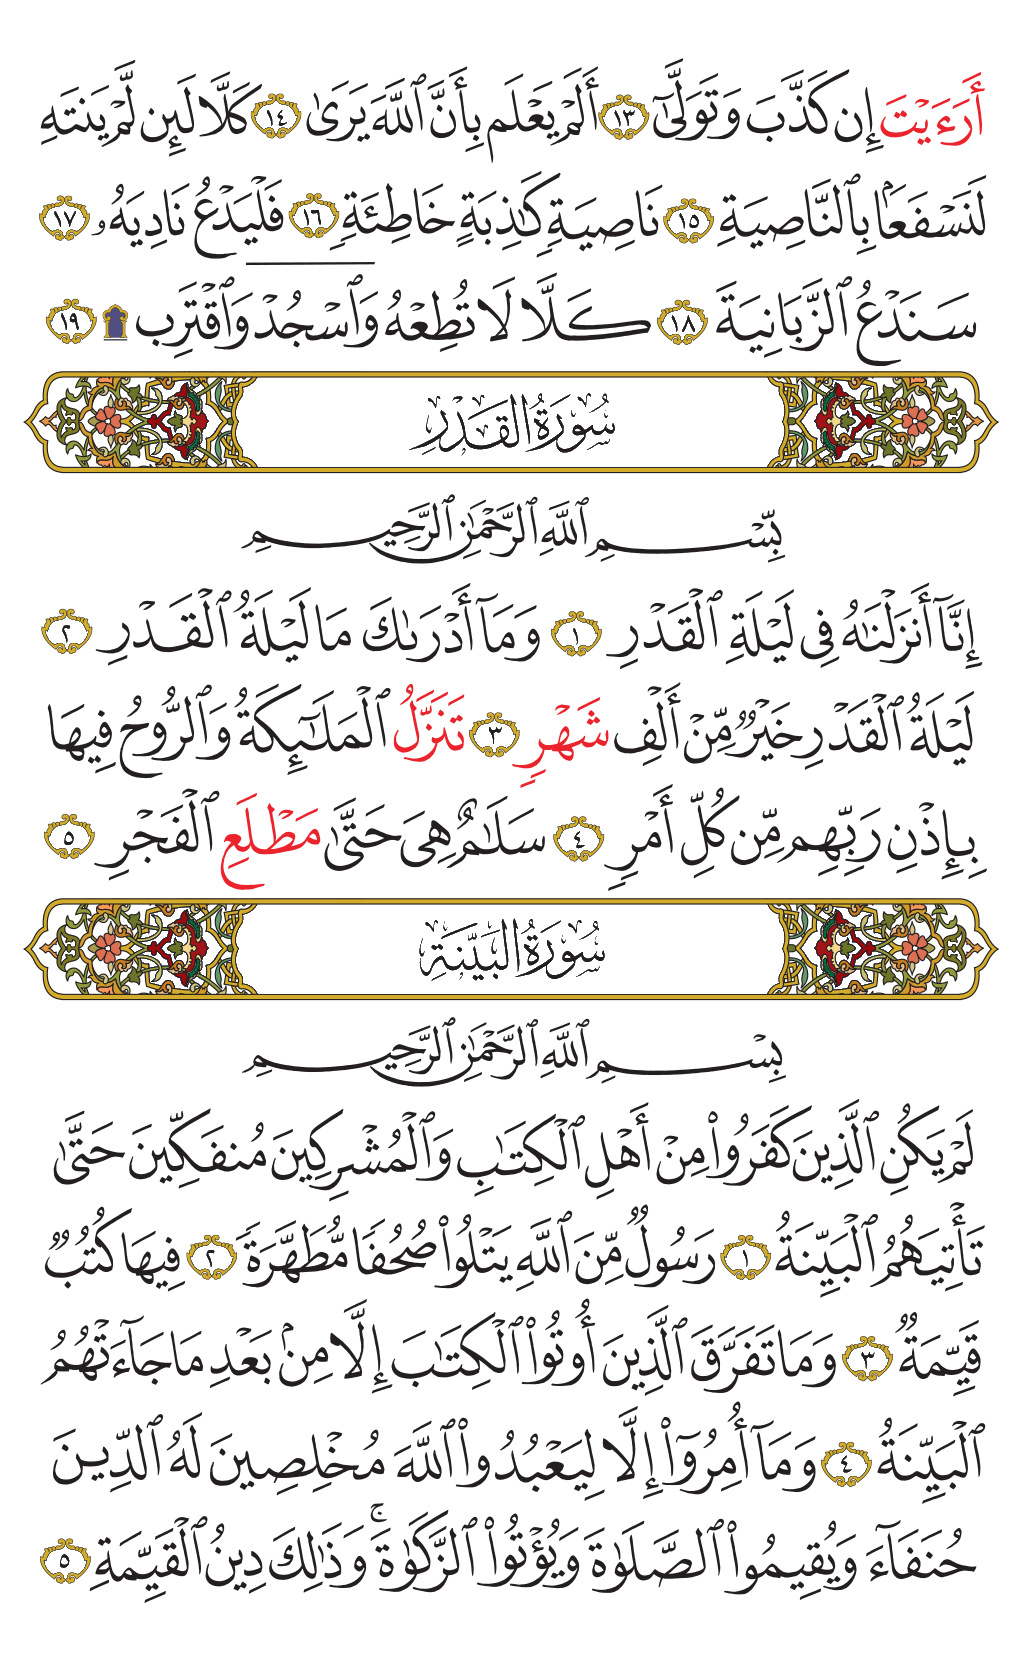 أَرَءَيۡتَ إِن كَذَّبَ وَتَوَلَّىٰٓ ١٣ أَلَمۡ يَعۡلَم بِأَنَّ ٱللَّهَ يَرَىٰ ١٤ كَلَّا لَئِن لَّمۡ يَنتَهِ
لَنَسۡفَعَۢا بِٱلنَّاصِيَةِ ١٥ نَاصِيَةٖ كَٰذِبَةٍ خَاطِئَةٖ ١٦ فَلۡيَدۡعُ نَادِيَهُۥ ١٧
سَنَدۡعُ ٱلزَّبَانِيَةَ ١٨ كَلَّا لَا تُطِعۡهُ وَٱسۡجُدۡ وَٱقۡتَرِب ۩ ١٩
سُورَةُ القَدۡرِ
بِّسۡمِ ٱللَّهِ ٱلرَّحۡمَٰنِ ٱلرَّحِيمِ
إِنَّآ أَنزَلۡنَٰهُ فِي لَيۡلَةِ ٱلۡقَدۡرِ ١ وَمَآ أَدۡرَىٰكَ مَا لَيۡلَةُ ٱلۡقَدۡرِ ٢
لَيۡلَةُ ٱلۡقَدۡرِ خَيۡرٞ مِّنۡ أَلۡفِ شَهۡرٖ ٣ تَنَزَّلُ ٱلۡمَلَٰٓئِكَةُ وَٱلرُّوحُ فِيهَا
بِإِذۡنِ رَبِّهِم مِّن كُلِّ أَمۡرٖ ٤ سَلَٰمٌ هِيَ حَتَّىٰ مَطۡلَعِ ٱلۡفَجۡرِ ٥
سُورَةُ البَيِّنَةِ
بِسۡمِ ٱللَّهِ ٱلرَّحۡمَٰنِ ٱلرَّحِيمِ
لَمۡ يَكُنِ ٱلَّذِينَ كَفَرُواْ مِنۡ أَهۡلِ ٱلۡكِتَٰبِ وَٱلۡمُشۡرِكِينَ مُنفَكِّينَ حَتَّىٰ
تَأۡتِيَهُمُ ٱلۡبَيِّنَةُ ١ رَسُولٞ مِّنَ ٱللَّهِ يَتۡلُواْ صُحُفٗا مُّطَهَّرَةٗ ٢ فِيهَا كُتُبٞ
قَيِّمَةٞ ٣ وَمَا تَفَرَّقَ ٱلَّذِينَ أُوتُواْ ٱلۡكِتَٰبَ إِلَّا مِنۢ بَعۡدِ مَا جَآءَتۡهُمُ
ٱلۡبَيِّنَةُ ٤ وَمَآ أُمِرُوٓاْ إِلَّا لِيَعۡبُدُواْ ٱللَّهَ مُخۡلِصِينَ لَهُ ٱلدِّينَ
حُنَفَآءَ وَيُقِيمُواْ ٱلصَّلَوٰةَ وَيُؤۡتُواْ ٱلزَّكَوٰةَۚ وَذَٰلِكَ دِينُ ٱلۡقَيِّمَةِ ٥